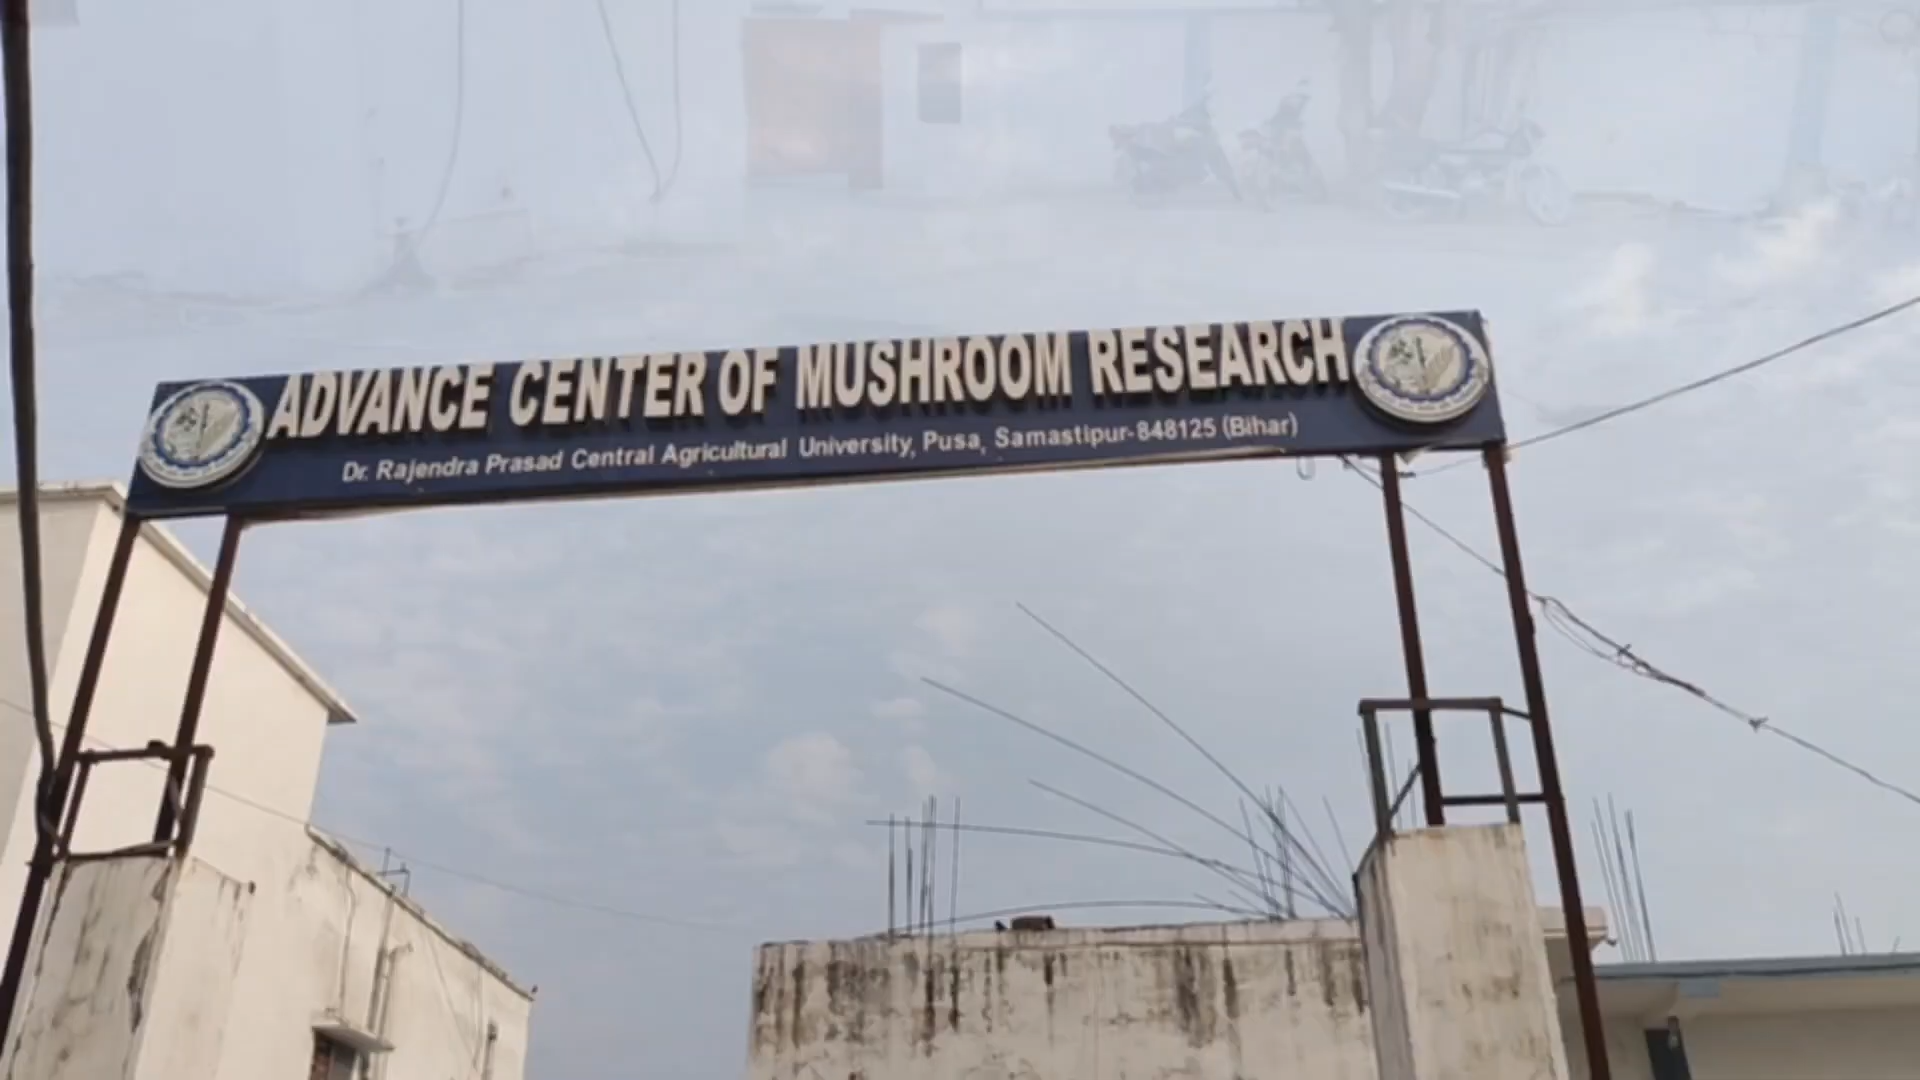 ADVANCE CENTER OF MUSHROOM RESEARCH
Dr. Rajendra Prasad Central Agricultural University, Pusa, Samastipur-848125 (Bihar)